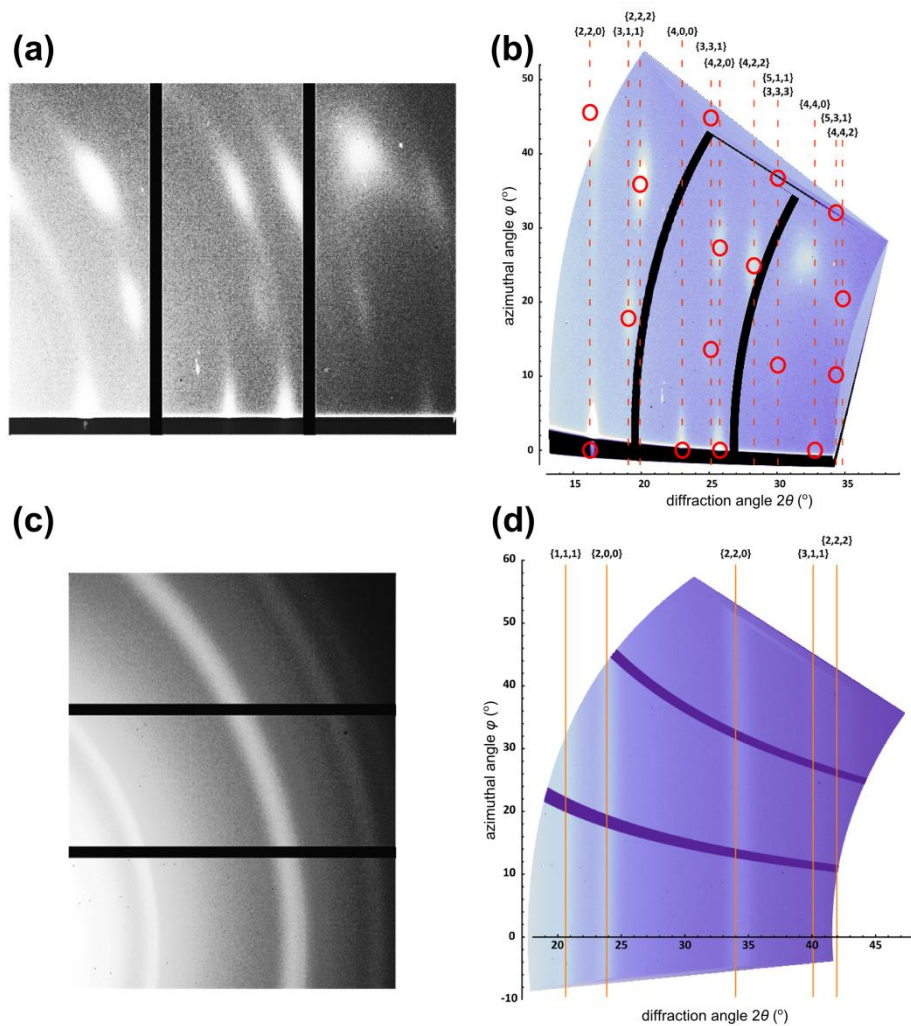 (a)
(b)
{2,2,2}
{2,2,0} {3,1,1} {4,0,0}
{3,3,1}
{4,2,0} {4,2,2}
{5,1,1}
{3,3,3}
{4,4,0}
{5,3,1}
{4,4,2}
50
40
30
20
10
0
azimuthal angle φ (°)
15 20 25 30 35
diffraction angle 2θ (°)
(c)
(d)
{1,1,1} {2,0,0} {2,2,0} {3,1,1} {2,2,2}
60
50
40
30
20
10
0
-10
azimuthal angle φ (°)
20 25 30 35 40 45
diffraction angle 2θ (°)